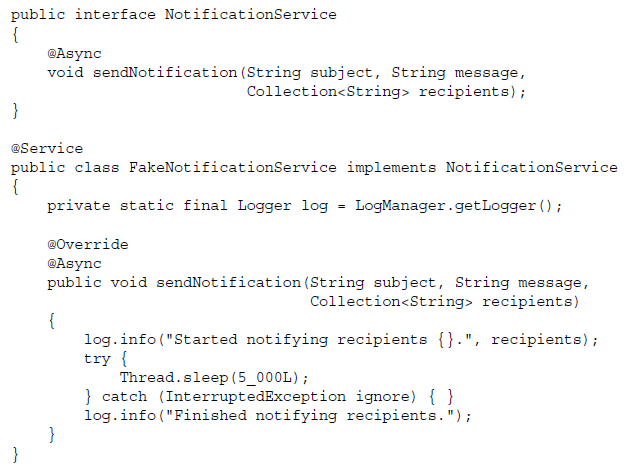 public interface NotificationService
{
    @Async
    void sendNotification(String subject, String message,
                          Collection<String> recipients);
}

@Service
public class FakeNotificationService implements NotificationService
{
    private static final Logger log = LogManager.getLogger();

    @Override
    @Async
    public void sendNotification(String subject, String message,
                                 Collection<String> recipients)
    {
        log.info("Started notifying recipients {}.", recipients);
        try {
            Thread.sleep(5_000L);
        } catch (InterruptedException ignore) { }
        log.info("Finished notifying recipients.");
    }
}